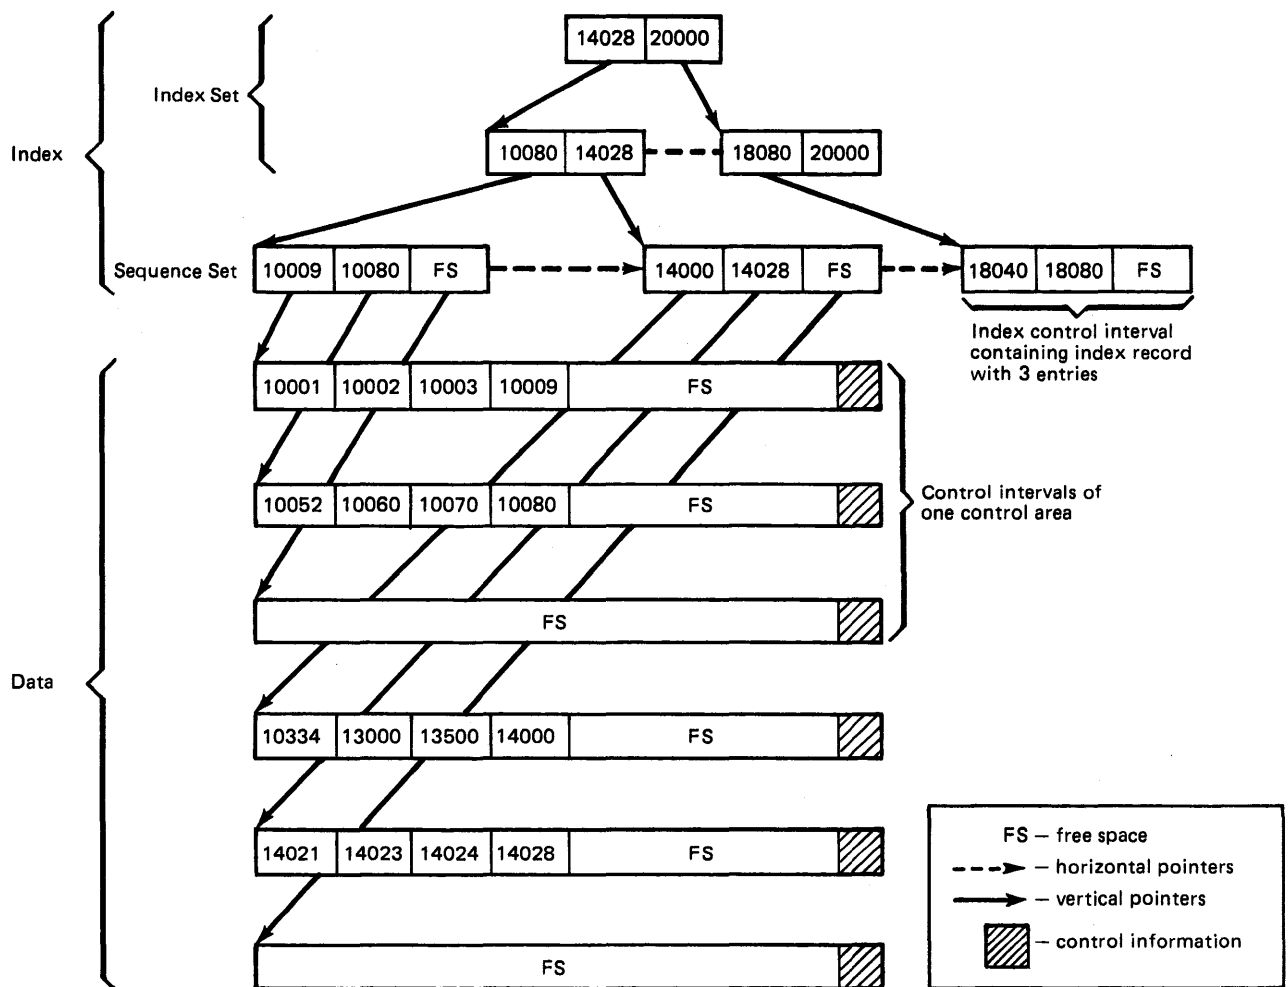 14028 20000
Index Set
10080 14028 18080 20000
Index
Sequence Set
10009 10080 FS 14000 14028 FS 18040 18080 FS
Index control interval
containing index record
with 3 entries
10001 10002 10003 10009 FS
10052 10060 10070 10080 FS
Control intervals of
one control area
FS
Data
10334 13000 13500 14000 FS
14021 14023 14024 14028 FS
FS
FS – free space
– horizontal pointers
– vertical pointers
– control information